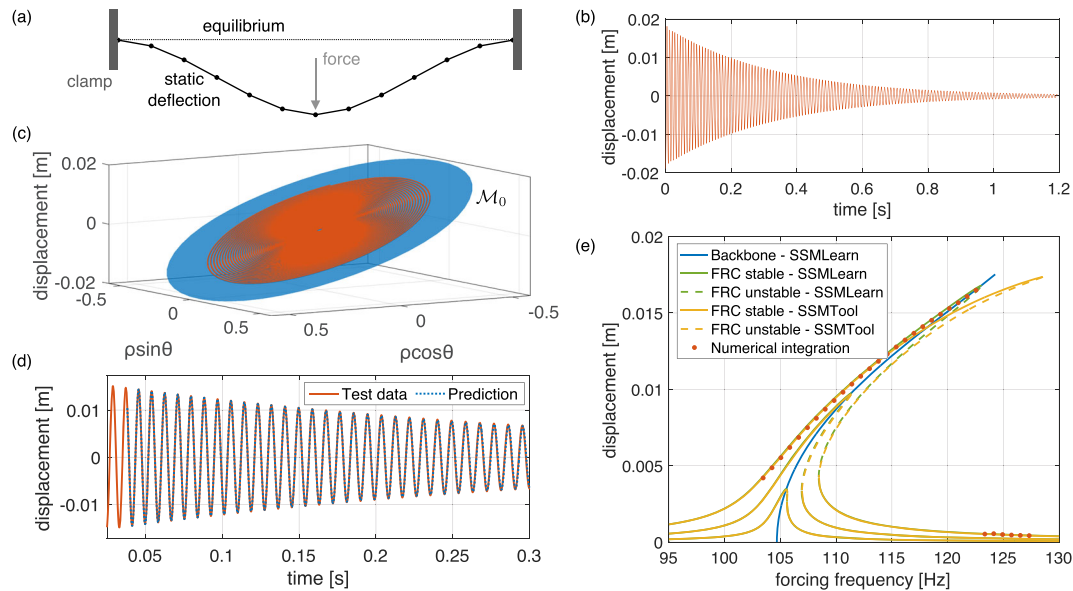 (a)
equilibrium
force
clamp
static
deflection
(b)
displacement [m]
0.02
0.01
0
-0.01
-0.02
0
0.2
0.4
0.6
0.8
1
1.2
time [s]
(c)
displacement [m]
0.02
0
-0.02
-0.5
0
0.5
ρsinθ
0.5
0
-0.5
ρcosθ
M₀
(d)
displacement [m]
0.01
0
-0.01
Test data
Prediction
0.05
0.1
0.15
0.2
0.25
0.3
time [s]
(e)
displacement [m]
0.02
0.015
0.01
0.005
0
Backbone - SSMLearn
FRC stable - SSMLearn
FRC unstable - SSMLearn
FRC stable - SSMTool
FRC unstable - SSMTool
Numerical integration
95
100
105
110
115
120
125
130
forcing frequency [Hz]